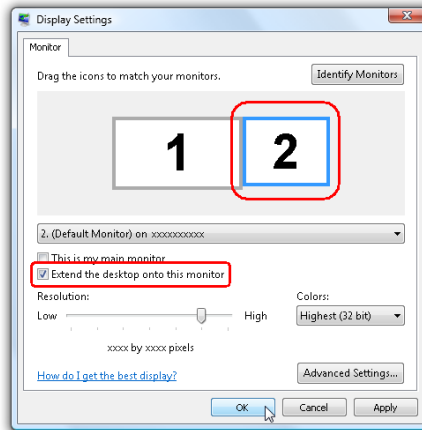 Display Settings
Monitor
Drag the icons to match your monitors.
Identify Monitors
1
2
2. (Default Monitor) on xxxxxxxxxx
This is my main monitor
Extend the desktop onto this monitor
Resolution:
Colors:
Low
High
Highest (32 bit)
xxxx by xxxx pixels
How do I get the best display?
Advanced Settings...
OK
Cancel
Apply